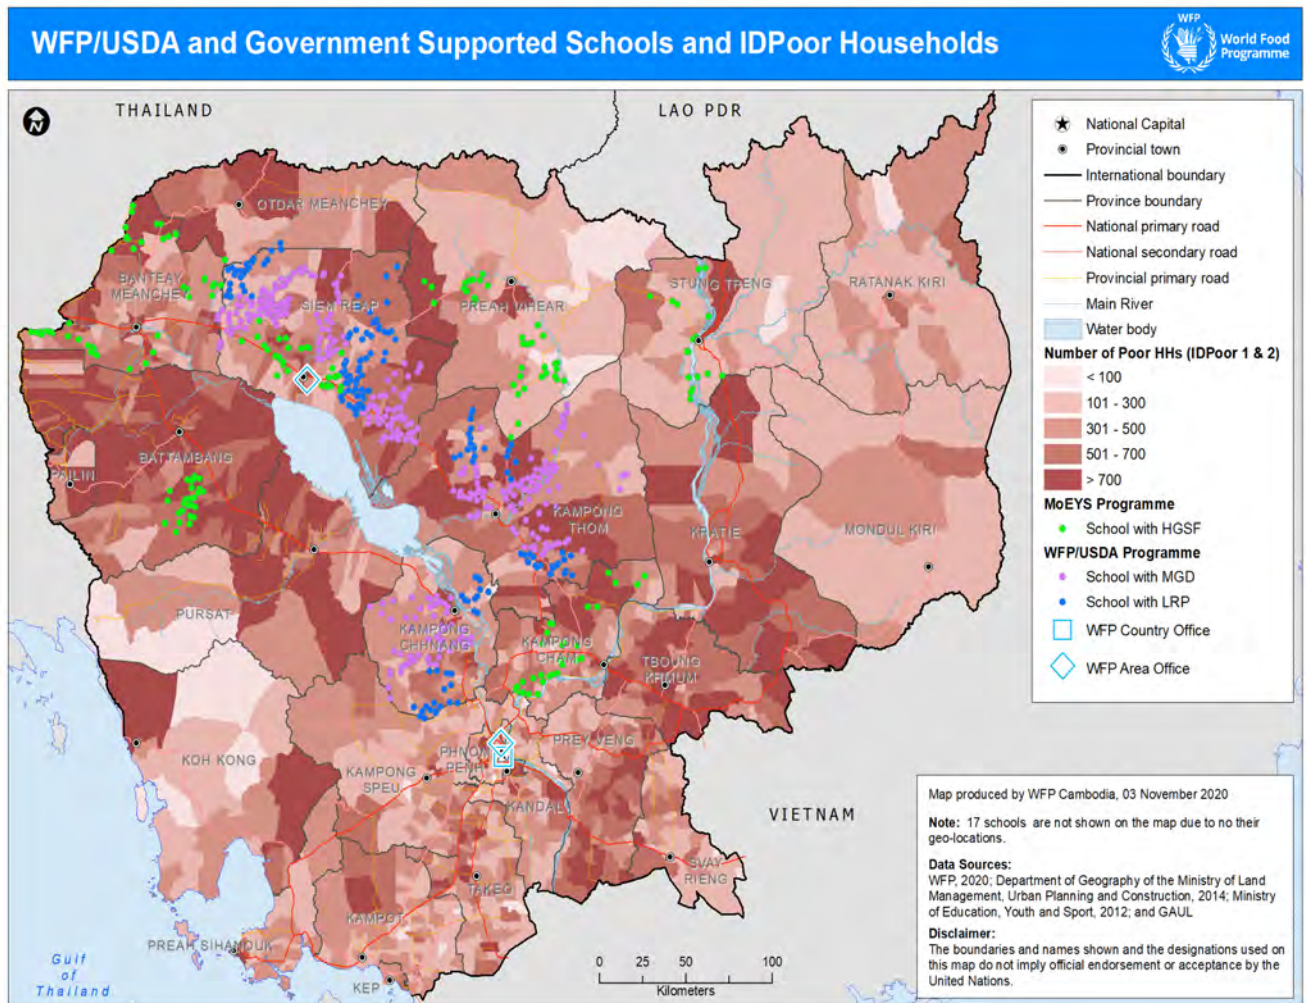 WFP/USDA and Government Supported Schools and IDPoor Households
WFP
World Food
Programme
THAILAND
LAO PDR
N
OTDAR MEANCHEY
BANTEAY
MEANCHEY
SIEM REAP
PREAH VIHEAR
STUNG TRENG
RATANAK KIRI
BATTAMBANG
PAILIN
KAMPONG
THOM
KRATIE
MONDUL KIRI
PURSAT
KAMPONG
CHHNANG
KAMPONG
CHAM
TBOUNG
KHMUM
KOH KONG
PHNOM
PENH
PREY VENG
KAMPONG
SPEU
KANDAL
VIETNAM
SVAY
RIENG
TAKEO
KAMPOT
PREAH SIHANOUK
KEP
Gulf
of
Thailand
0 50 100
Kilometers
National Capital
Provincial town
International boundary
Province boundary
National primary road
National secondary road
Provincial primary road
Main River
Water body
Number of Poor HHs (IDPoor 1 & 2)
< 100
101 - 300
301 - 500
501 - 700
> 700
MoEYS Programme
School with HGSF
WFP/USDA Programme
School with MGD
School with LRP
WFP Country Office
WFP Area Office
Map produced by WFP Cambodia, 03 November 2020
Note: 17 schools are not shown on the map due to no their
geo-locations.
Data Sources:
WFP, 2020; Department of Geography of the Ministry of Land
Management, Urban Planning and Construction, 2014; Ministry
of Education, Youth and Sport, 2012; and GAUL
Disclaimer:
The boundaries and names shown and the designations used on
this map do not imply official endorsement or acceptance by the
United Nations.